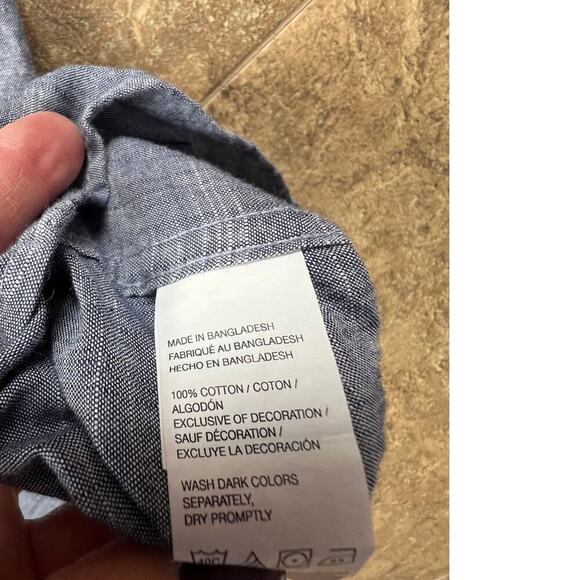 MADE IN BANGLADESH
FABRIQUÉ AU BANGLADESH
HECHO EN BANGLADESH
100% COTTON / COTON /
ALGODÓN
EXCLUSIVE OF DECORATION /
SAUF DÉCORATION /
EXCLUYE LA DECORACIÓN
WASH DARK COLORS
SEPARATELY,
DRY PROMPTLY
40C